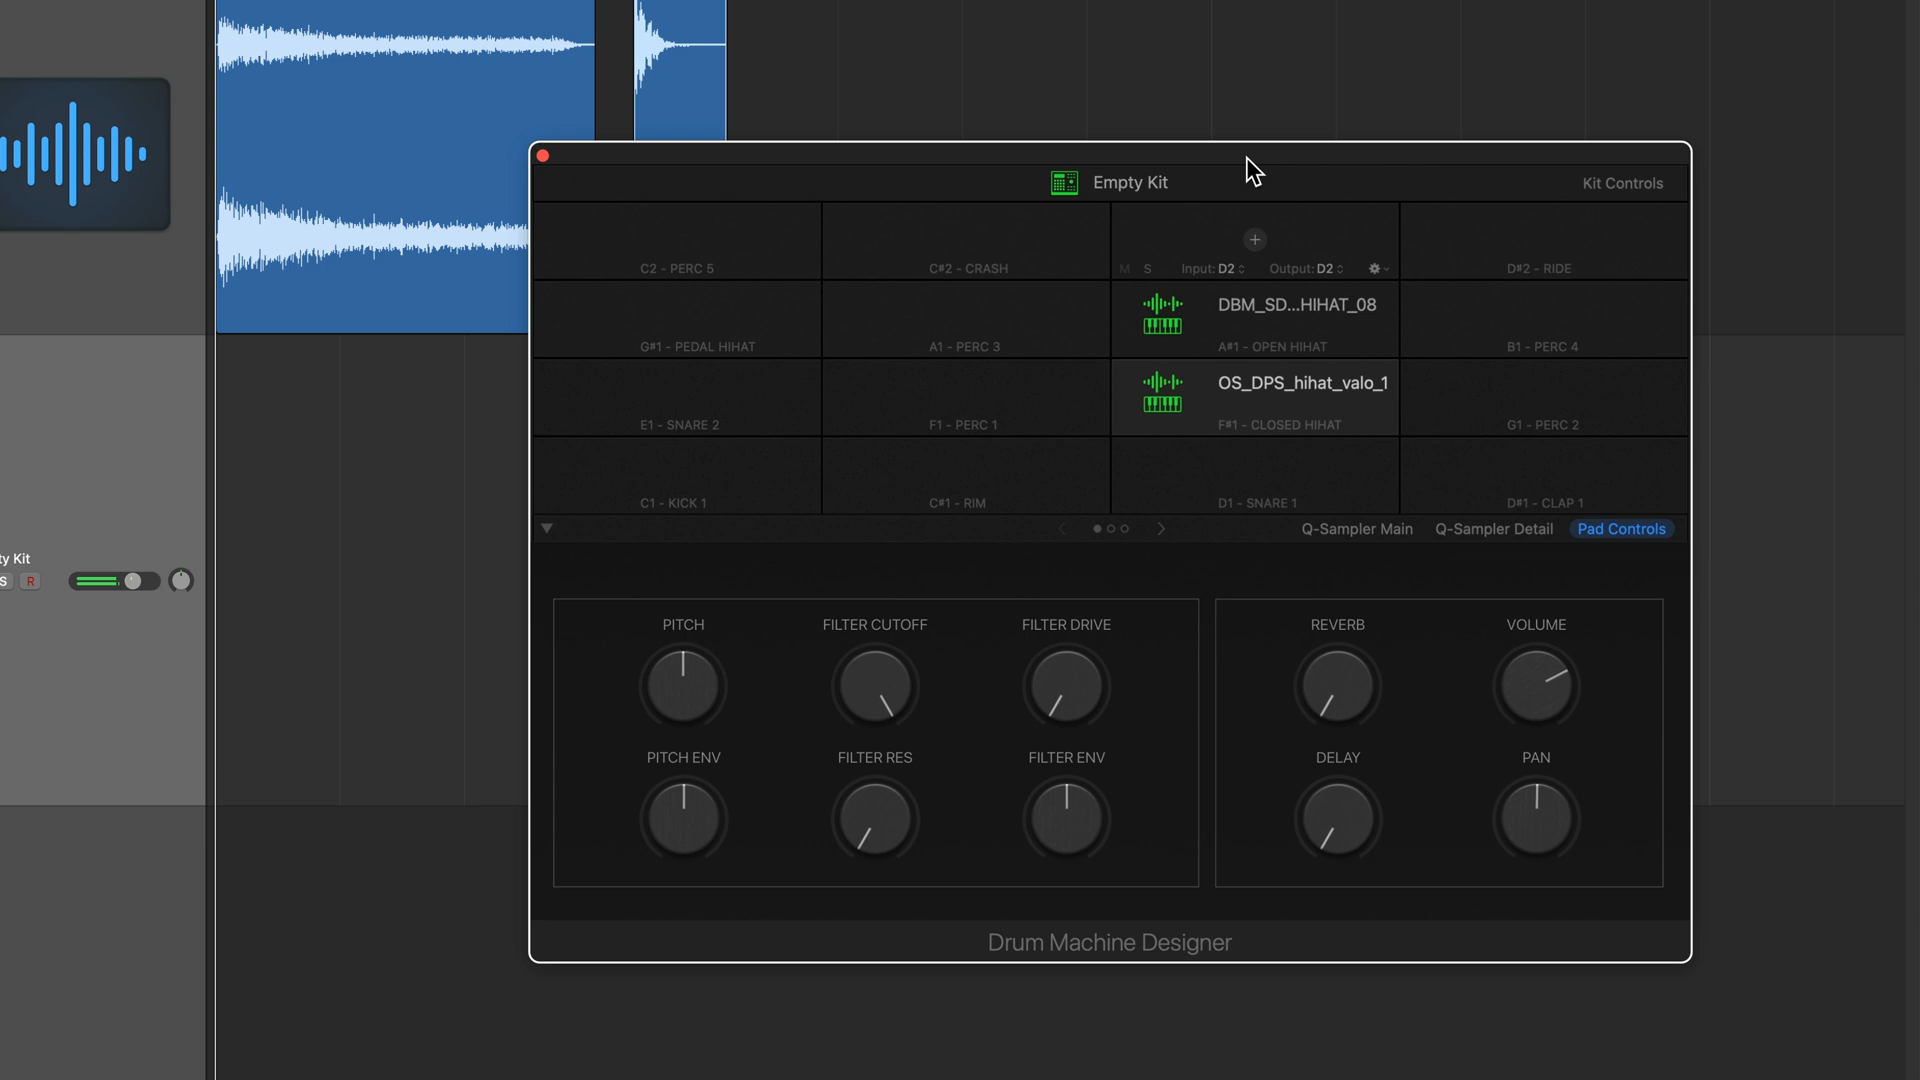 Empty Kit
Kit Controls
C2 - PERC 5
C#2 - CRASH
M S Input: D2 Output: D2
D#2 - RIDE
DBM_SD...HIHAT_08
G#1 - PEDAL HIHAT
A1 - PERC 3
A#1 - OPEN HIHAT
B1 - PERC 4
OS_DPS_hihat_valo_1
E1 - SNARE 2
F1 - PERC 1
F#1 - CLOSED HIHAT
G1 - PERC 2
C1 - KICK 1
C#1 - RIM
D1 - SNARE 1
D#1 - CLAP 1
Q-Sampler Main
Q-Sampler Detail
Pad Controls
ty Kit
S R
PITCH
FILTER CUTOFF
FILTER DRIVE
REVERB
VOLUME
PITCH ENV
FILTER RES
FILTER ENV
DELAY
PAN
Drum Machine Designer